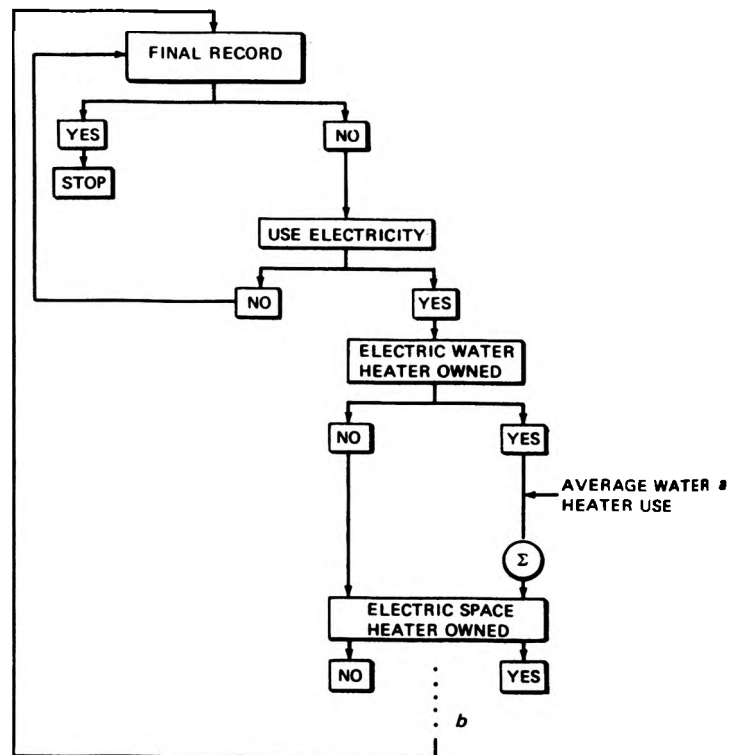 FINAL RECORD
YES
NO
STOP
USE ELECTRICITY
NO
YES
ELECTRIC WATER
HEATER OWNED
NO
YES
AVERAGE WATER a
HEATER USE
Σ
ELECTRIC SPACE
HEATER OWNED
NO
YES
b